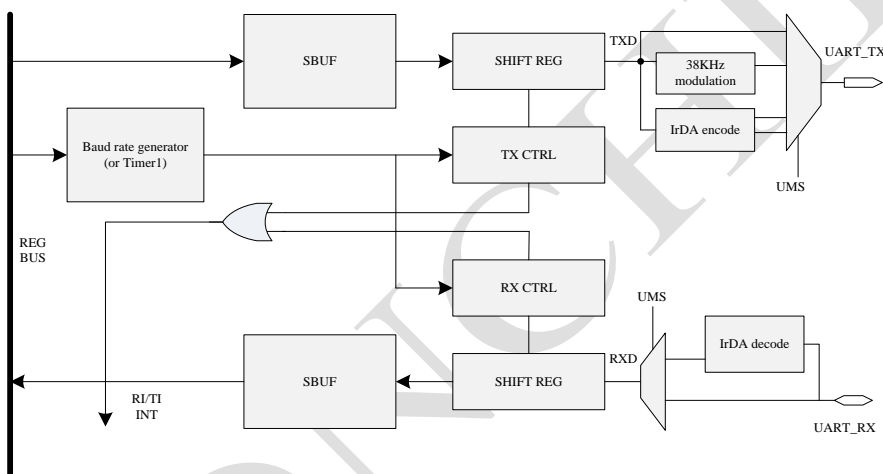 SBUF
SHIFT REG
TXD
38KHz
modulation
UART_TX
IrDA encode
Baud rate generator
(or Timer1)
TX CTRL
UMS
REG
BUS
RX CTRL
UMS
IrDA decode
SBUF
SHIFT REG
RXD
RI/TI
INT
UART_RX